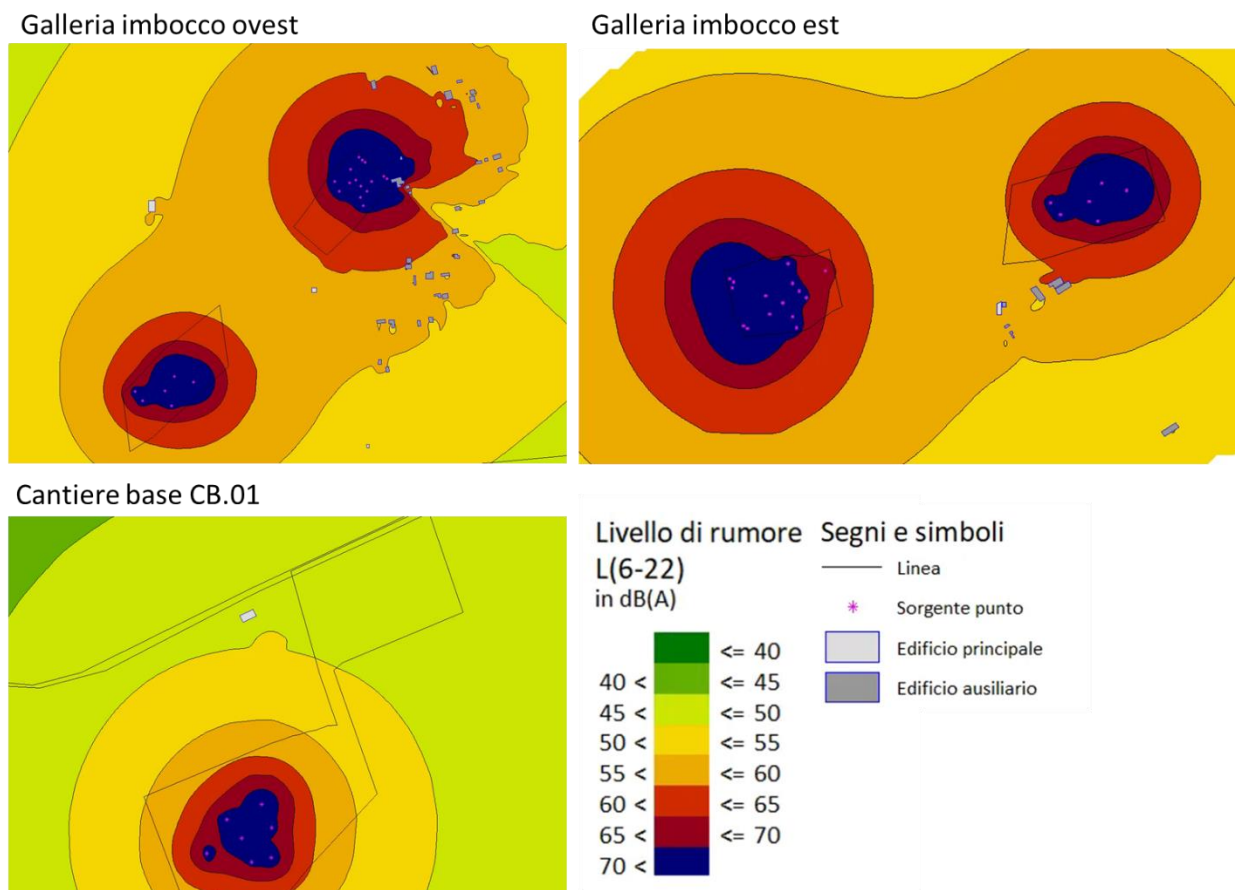 Galleria imbocco ovest
Galleria imbocco est
Cantiere base CB.01
Livello di rumore
L(6-22)
in dB(A)
<= 40
40 < <= 45
45 < <= 50
50 < <= 55
55 < <= 60
60 < <= 65
65 < <= 70
70 <
Segni e simboli
Linea
Sorgente punto
Edificio principale
Edificio ausiliario